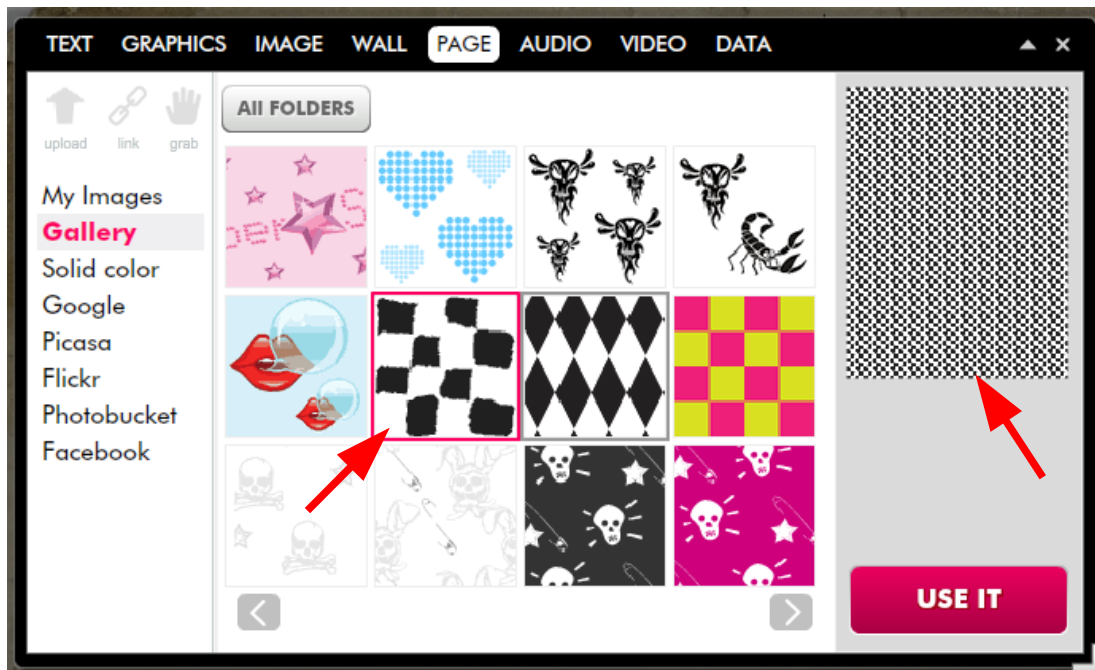 TEXT GRAPHICS IMAGE WALL PAGE AUDIO VIDEO DATA
upload link grab
All FOLDERS
My Images
Gallery
Solid color
Google
Picasa
Flickr
Photobucket
Facebook
USE IT